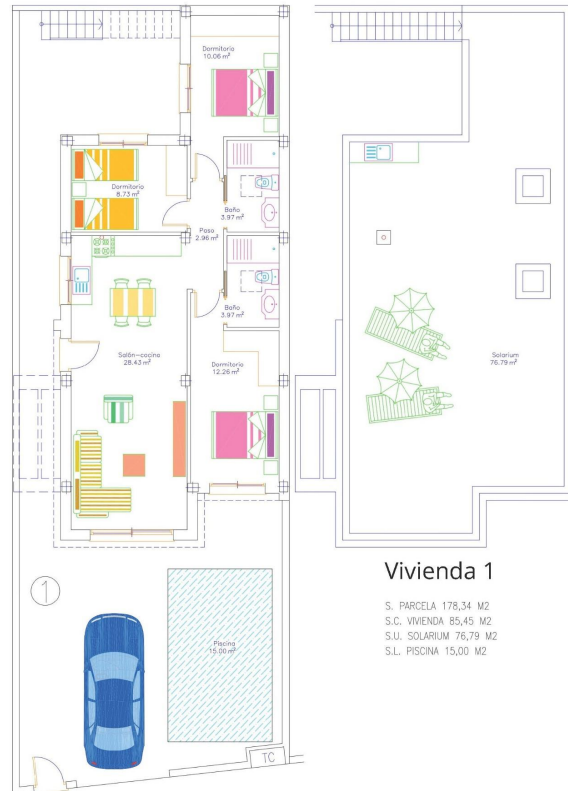 Dormitorio
10.06 m²
Dormitorio
8.73 m²
Baño
3.97 m²
Paso
2.96 m²
Baño
3.97 m²
Salón-cocina
28.43 m²
Dormitorio
12.26 m²
Solarium
76.79 m²
1
Piscina
15.00 m²
TC
Vivienda 1
S. PARCELA 178,34 M2
S.C. VIVIENDA 85,45 M2
S.U. SOLARIUM 76,79 M2
S.L. PISCINA 15,00 M2